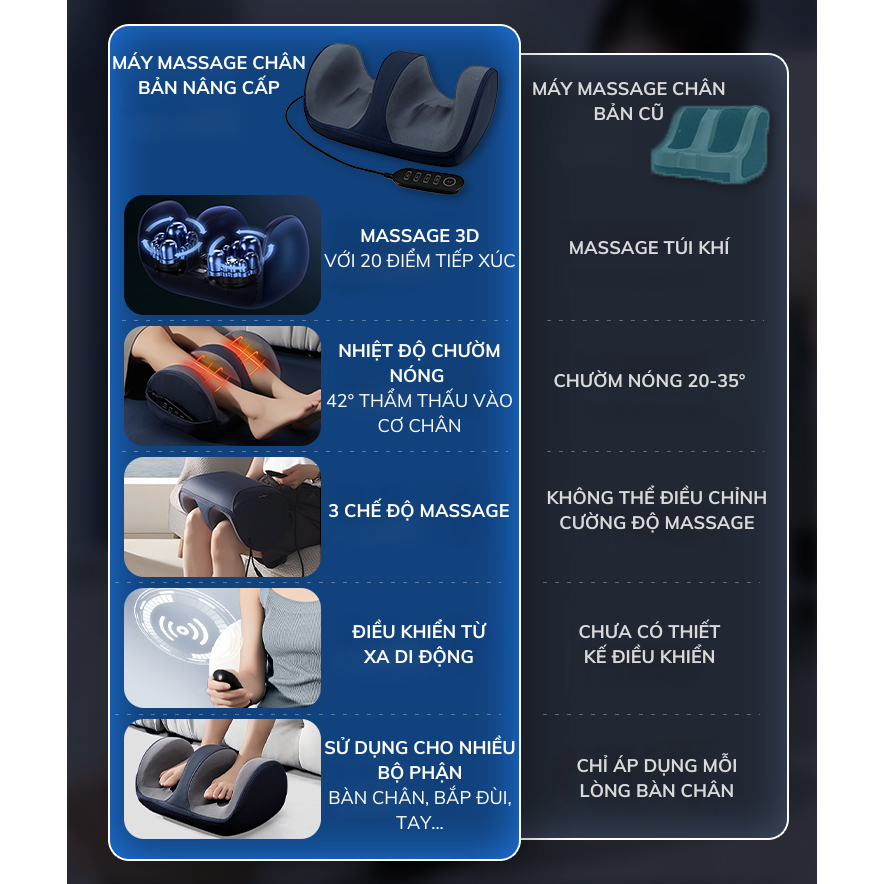 MÁY MASSAGE CHÂN
BẢN NÂNG CẤP
MÁY MASSAGE CHÂN
BẢN CŨ
MASSAGE 3D
VỚI 20 ĐIỂM TIẾP XÚC
MASSAGE TÚI KHÍ
NHIỆT ĐỘ CHƯỜM
NÓNG
42° THẨM THẤU VÀO
CƠ CHÂN
CHƯỜM NÓNG 20-35°
3 CHẾ ĐỘ MASSAGE
KHÔNG THỂ ĐIỀU CHỈNH
CƯỜNG ĐỘ MASSAGE
ĐIỀU KHIỂN TỪ
XA DI ĐỘNG
CHƯA CÓ THIẾT
KẾ ĐIỀU KHIỂN
SỬ DỤNG CHO NHIỀU
BỘ PHẬN
BÀN CHÂN, BẮP ĐÙI,
TAY...
CHỈ ÁP DỤNG MỖI
LÒNG BÀN CHÂN